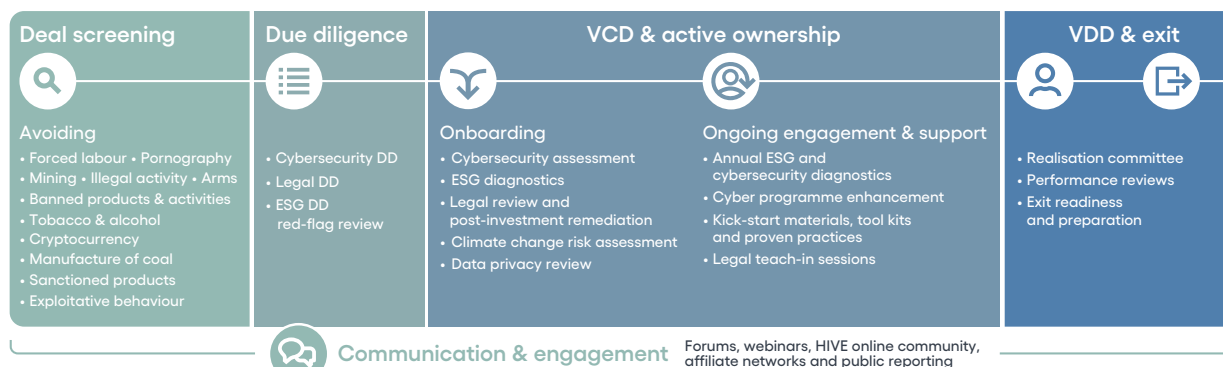 Deal screening
Avoiding
• Forced labour • Pornography
• Mining • Illegal activity • Arms
• Banned products & activities
• Tobacco & alcohol
• Cryptocurrency
• Manufacture of coal
• Sanctioned products
• Exploitative behaviour
Due diligence
• Cybersecurity DD
• Legal DD
• ESG DD
red-flag review
VCD & active ownership
Onboarding
• Cybersecurity assessment
• ESG diagnostics
• Legal review and
post-investment remediation
• Climate change risk assessment
• Data privacy review
Ongoing engagement & support
• Annual ESG and
cybersecurity diagnostics
• Cyber programme enhancement
• Kick-start materials, tool kits
and proven practices
• Legal teach-in sessions
VDD & exit
• Realisation committee
• Performance reviews
• Exit readiness
and preparation
Communication & engagement
Forums, webinars, HIVE online community,
affiliate networks and public reporting